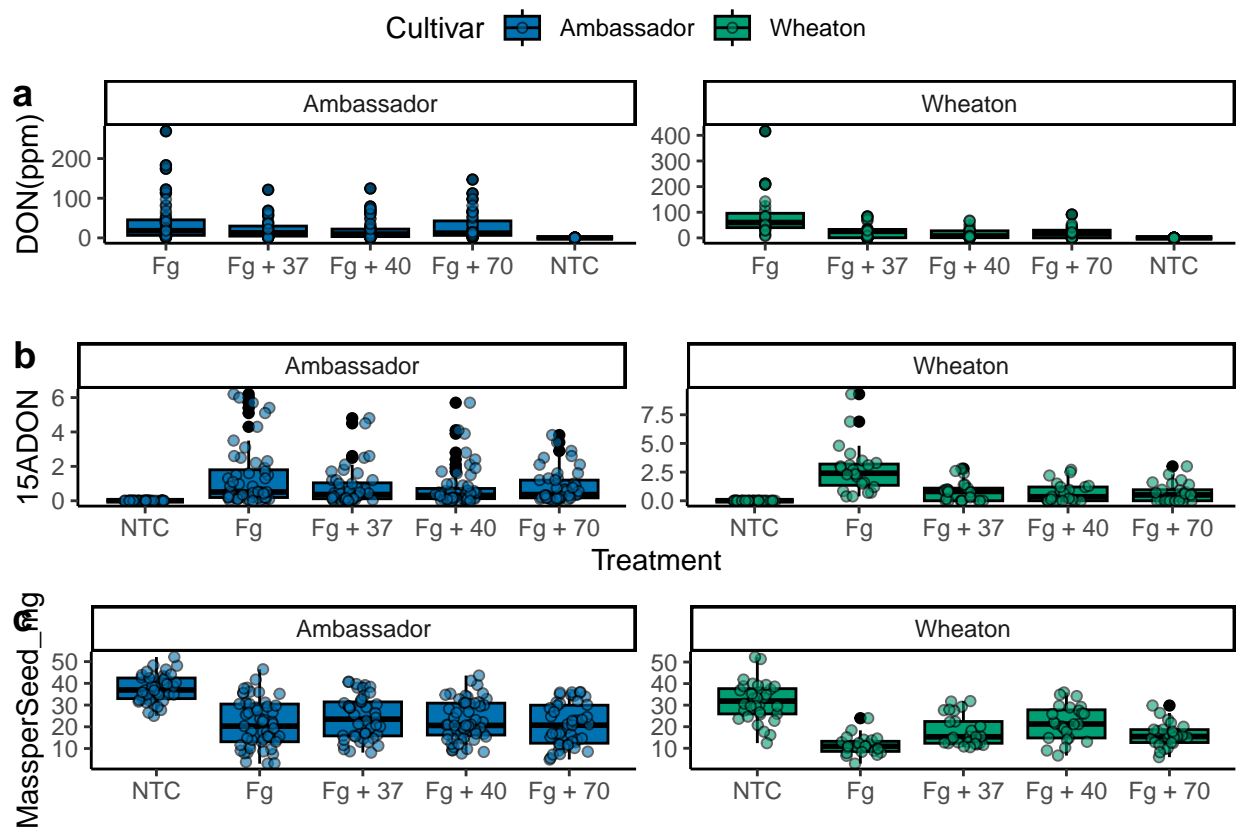 Cultivar Ambassador Wheaton
a
Ambassador Wheaton
DON(ppm)
200
100
0
400
300
200
100
0
Fg Fg + 37 Fg + 40 Fg + 70 NTC
Fg Fg + 37 Fg + 40 Fg + 70 NTC
b
Ambassador Wheaton
15ADON
6
4
2
0
7.5
5.0
2.5
0.0
NTC Fg Fg + 37 Fg + 40 Fg + 70
NTC Fg Fg + 37 Fg + 40 Fg + 70
Treatment
c
Ambassador Wheaton
MassperSeed_mg
50
40
30
20
10
50
40
30
20
10
NTC Fg Fg + 37 Fg + 40 Fg + 70
NTC Fg Fg + 37 Fg + 40 Fg + 70